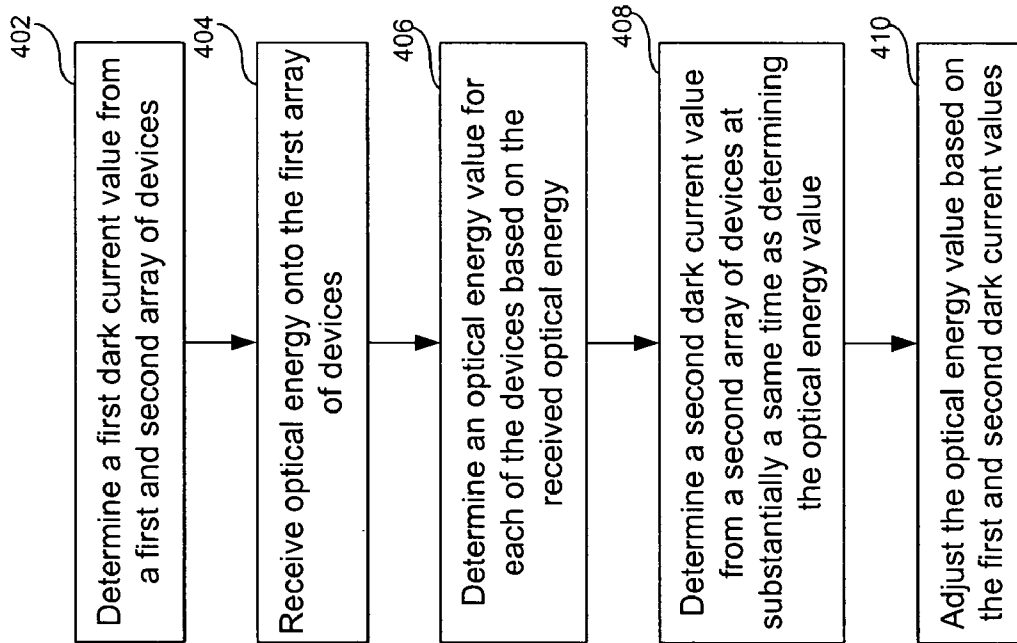 402
Determine a first dark current value from
a first and second array of devices
404
Receive optical energy onto the first array
of devices
406
Determine an optical energy value for
each of the devices based on the
received optical energy
408
Determine a second dark current value
from a second array of devices at
substantially a same time as determining
the optical energy value
410
Adjust the optical energy value based on
the first and second dark current values